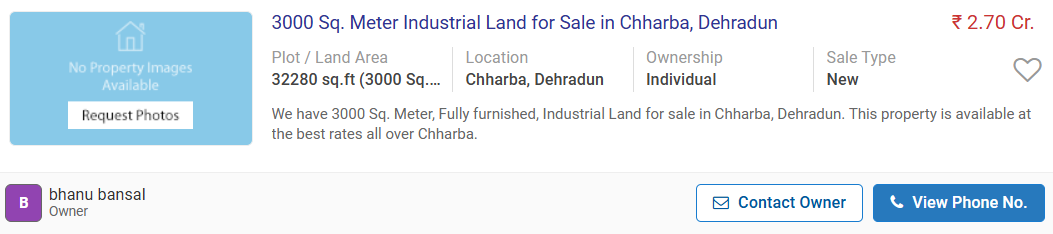 3000 Sq. Meter Industrial Land for Sale in Chharba, Dehradun
₹ 2.70 Cr.
No Property Images
Available
Request Photos
Plot / Land Area
32280 sq.ft (3000 Sq....
Location
Chharba, Dehradun
Ownership
Individual
Sale Type
New
We have 3000 Sq. Meter, Fully furnished, Industrial Land for sale in Chharba, Dehradun. This property is available at
the best rates all over Chharba.
B
bhanu bansal
Owner
Contact Owner
View Phone No.